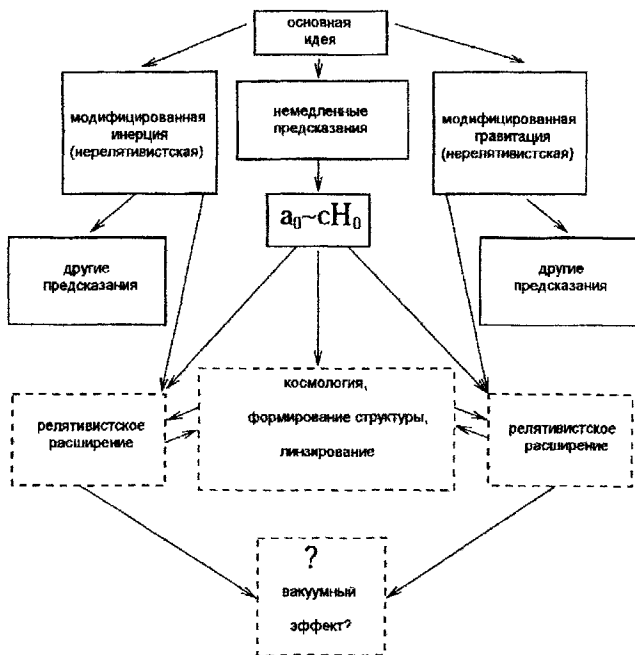 основная
идея
модифицированная
инерция
(нерелятивистская)
немедленные
предсказания
модифицированная
гравитация
(нерелятивистская)
a₀~cH₀
другие
предсказания
другие
предсказания
релятивистское
расширение
космология,
формирование структуры,
линзирование
релятивистское
расширение
?
вакуумный
эффект?